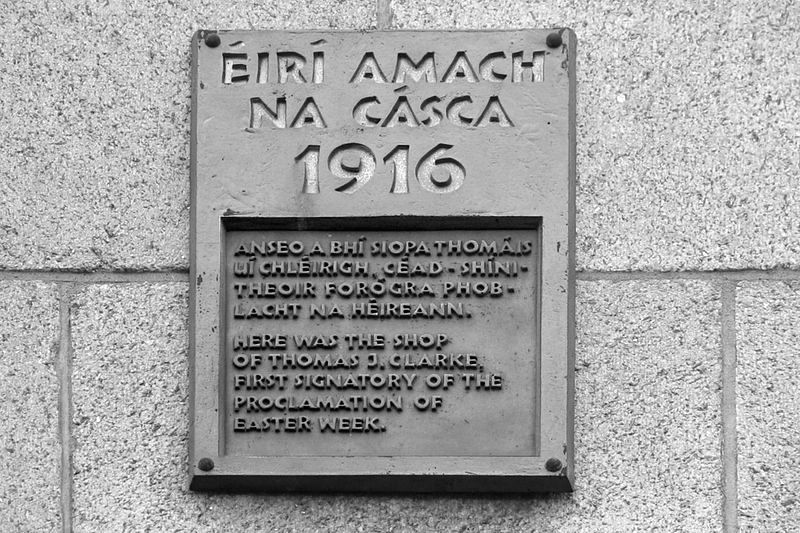 ÉIRÍ AMACH
NA CÁSCA
1916
ANSEO A BHÍ SIOPA THOMÁIS
UÍ CHLÉIRIGH, CÉAD-SHÍNI-
THEOIR FORÓGRA PHOB-
LACHT NA HÉIREANN.
HERE WAS THE SHOP
OF THOMAS J. CLARKE,
FIRST SIGNATORY OF THE
PROCLAMATION OF
EASTER WEEK.